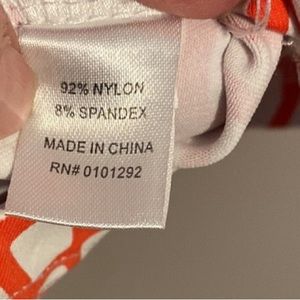 92% NYLON
8% SPANDEX
MADE IN CHINA
RN# 0101292